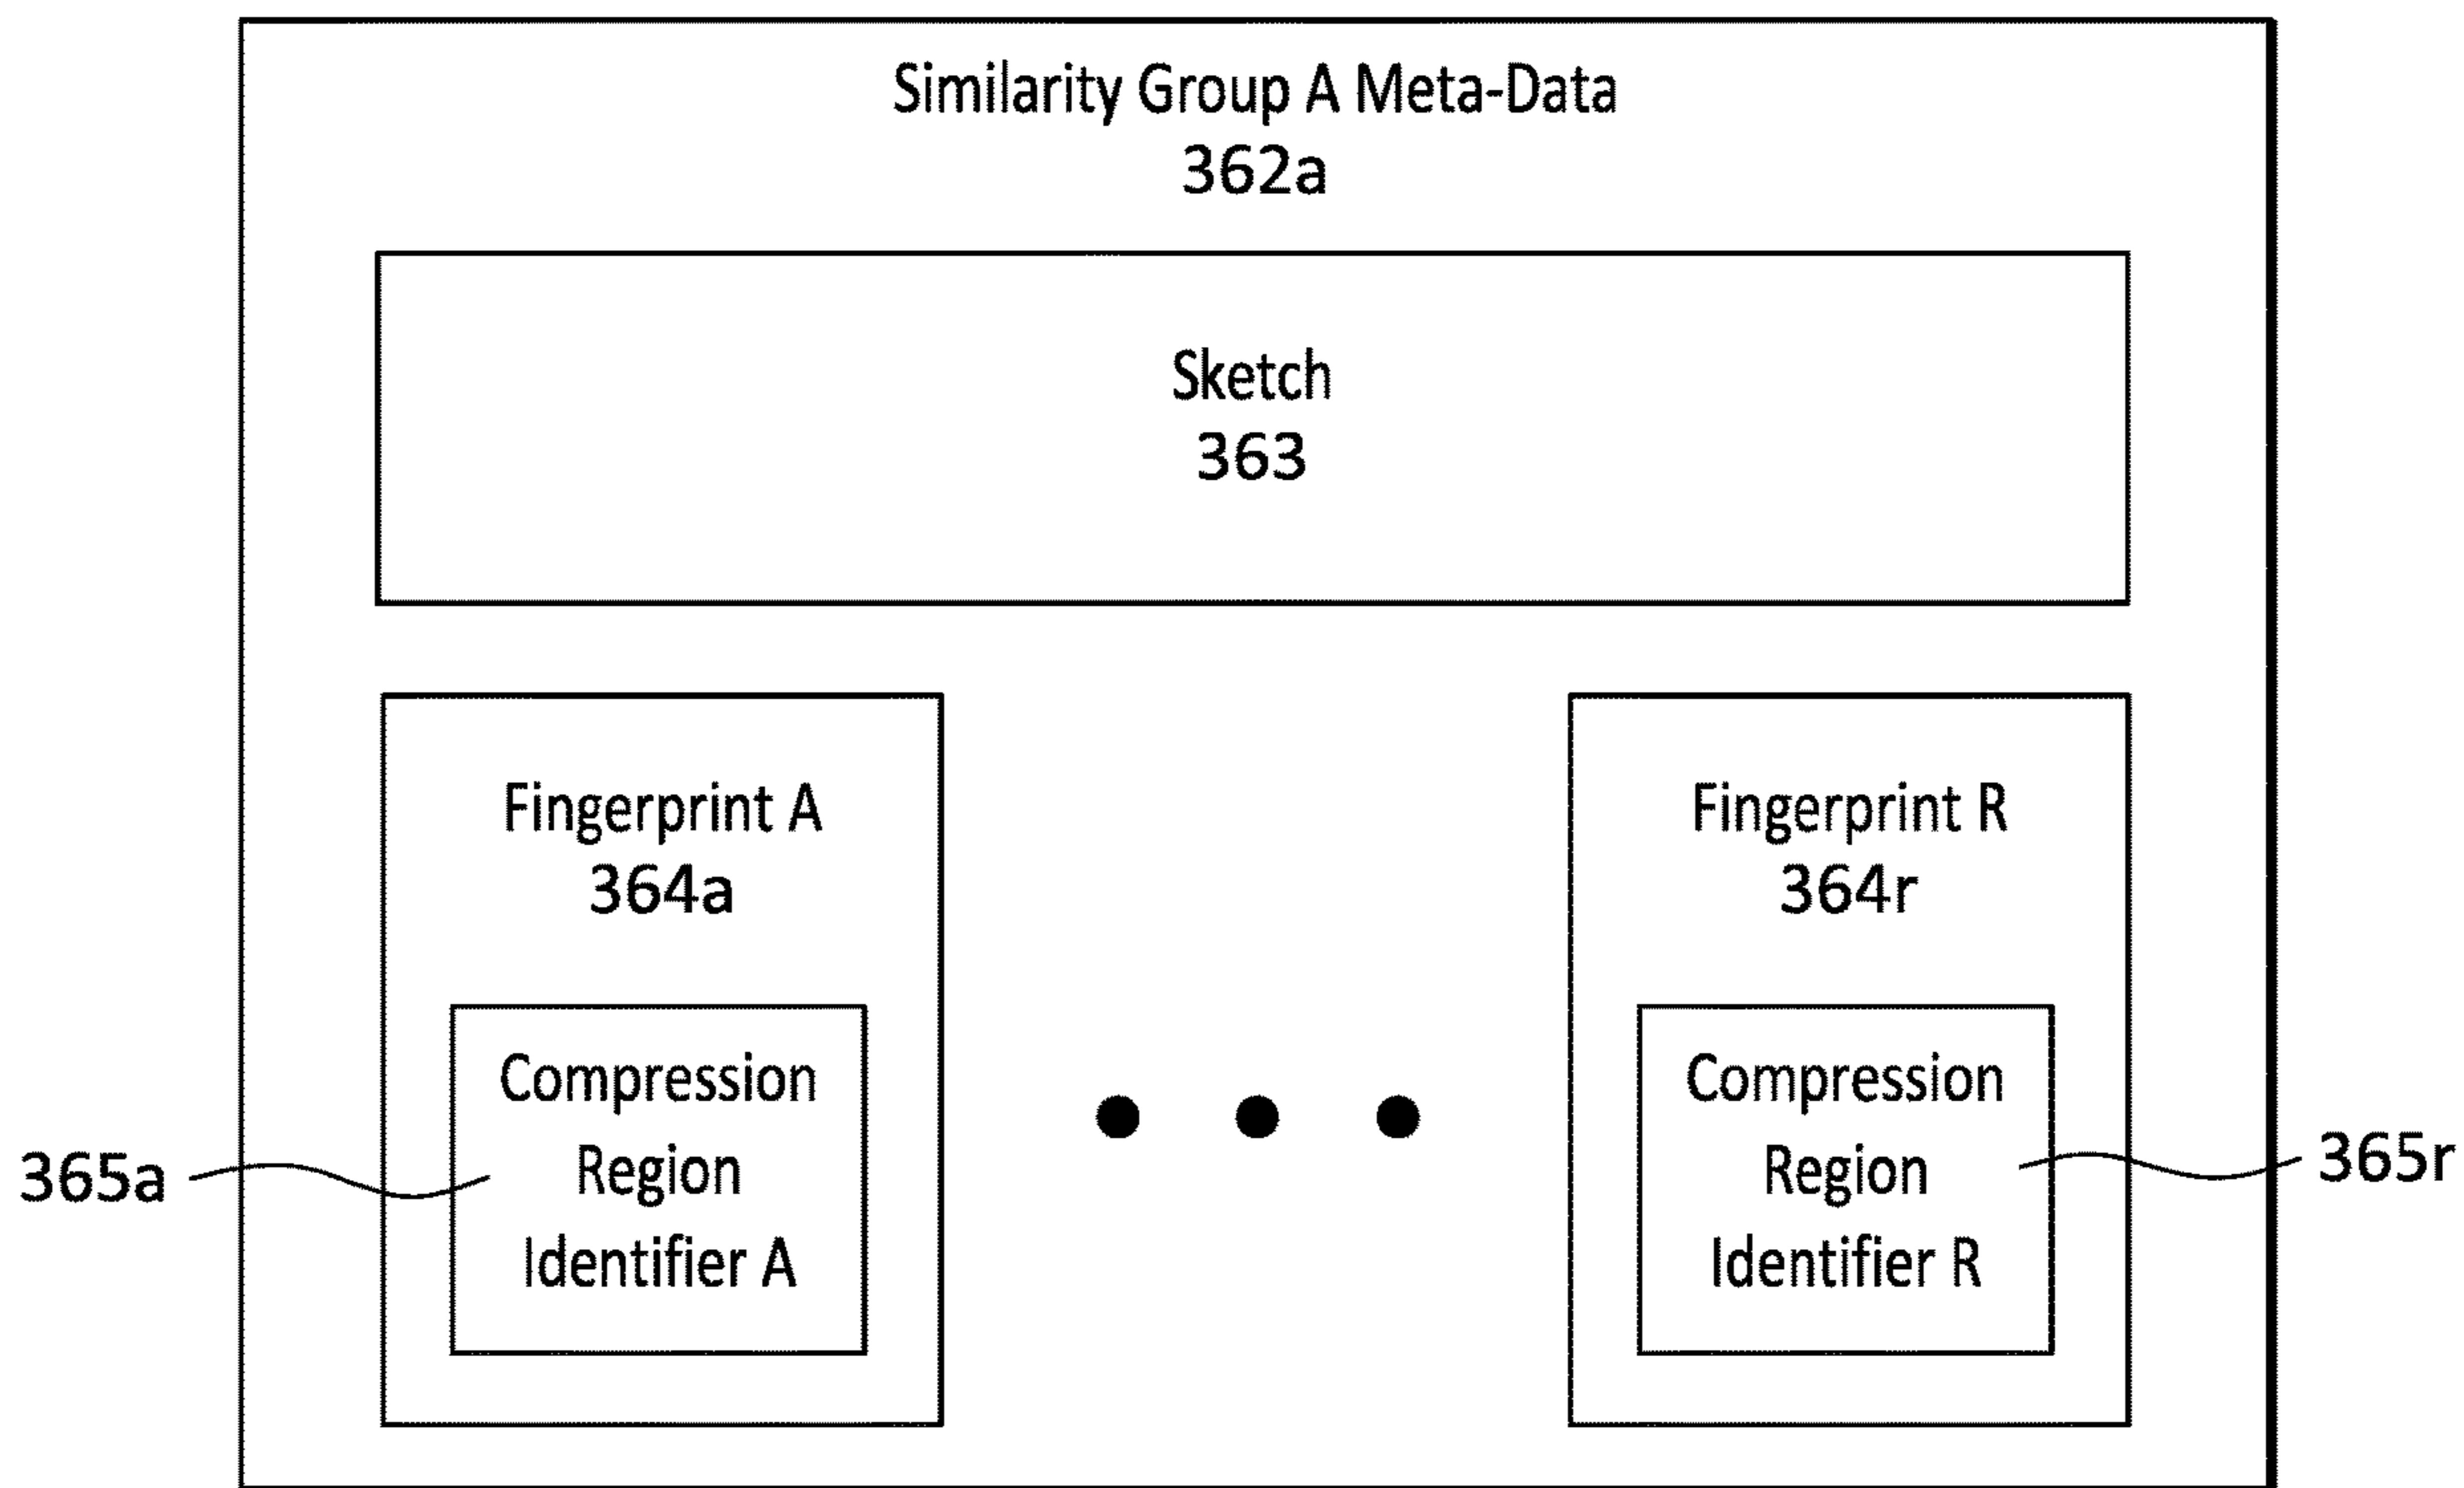 Similarity Group A Meta-Data
362a
Sketch
363
Fingerprint A
364a
Fingerprint R
364r
Compression
Region
Identifier A
Compression
Region
Identifier R
365a
365r